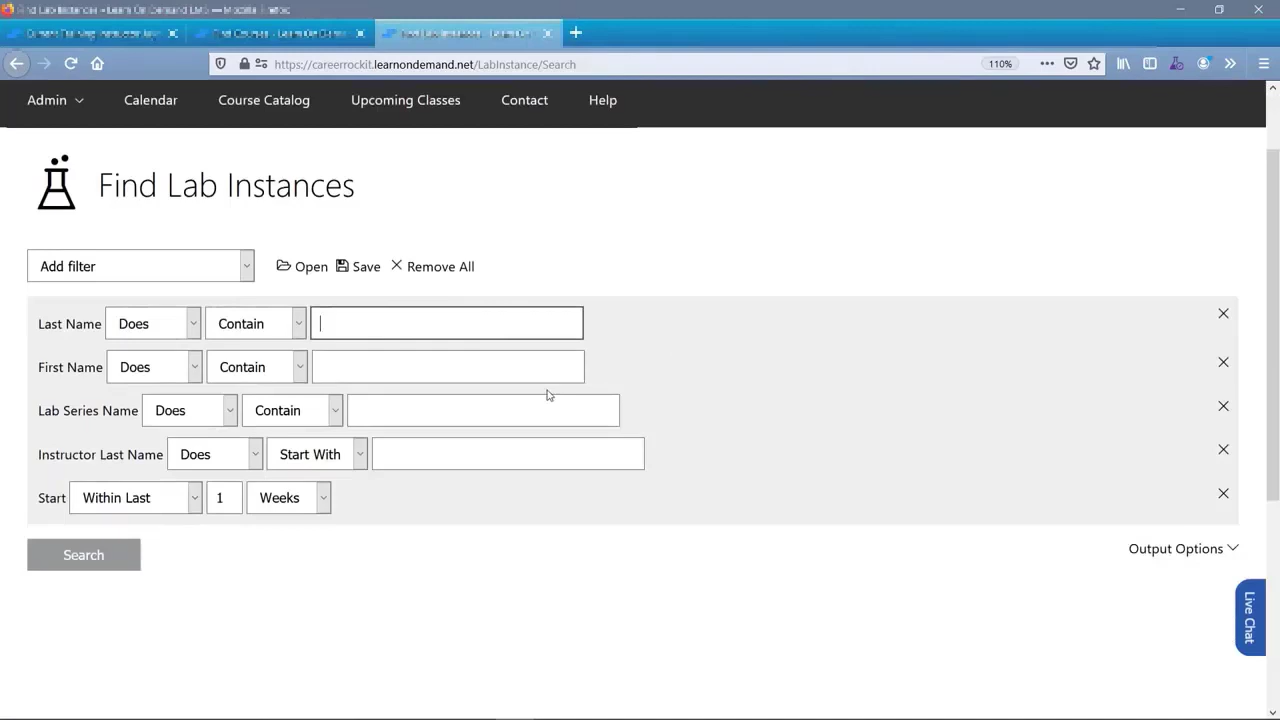 https://careerrockit.learnondemand.net/LabInstance/Search
110%
Admin Calendar Course Catalog Upcoming Classes Contact Help
Find Lab Instances
Add filter Open Save Remove All
Last Name Does Contain
First Name Does Contain
Lab Series Name Does Contain
Instructor Last Name Does Start With
Start Within Last 1 Weeks
Search Output Options
Live Chat